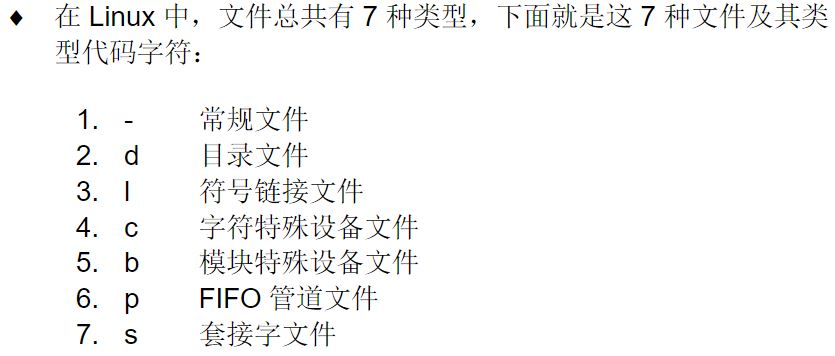 ♦ 在 Linux 中，文件总共有 7 种类型，下面就是这 7 种文件及其类
型代码字符：
1. - 常规文件
2. d 目录文件
3. l 符号链接文件
4. c 字符特殊设备文件
5. b 模块特殊设备文件
6. p FIFO 管道文件
7. s 套接字文件